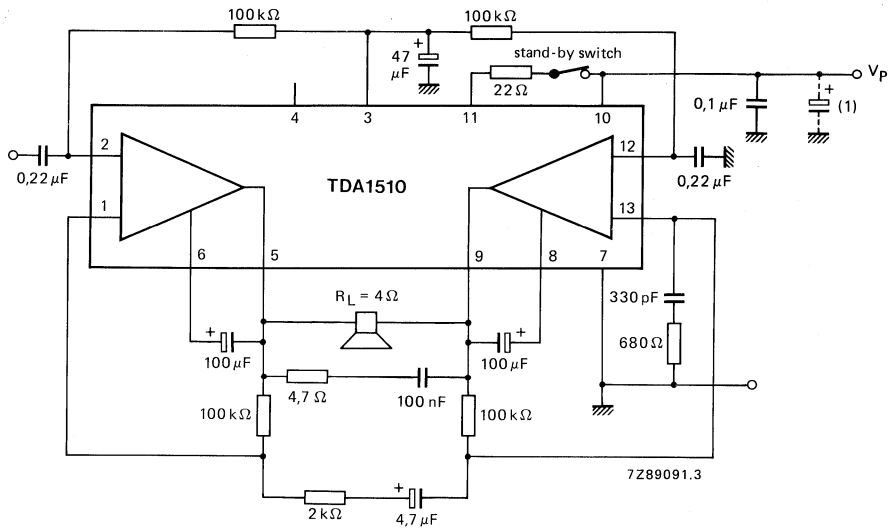 100 kΩ
100 kΩ
47 μF
+
stand-by switch
22 Ω
V_P
0,1 μF
+
(1)
4
3
11
10
2
12
0,22 μF
TDA1510
0,22 μF
1
13
6
5
9
8
7
R_L = 4 Ω
330 pF
+
100 μF
+
100 μF
680 Ω
4,7 Ω
100 nF
100 kΩ
100 kΩ
7Z89091.3
2 kΩ
+
4,7 μF